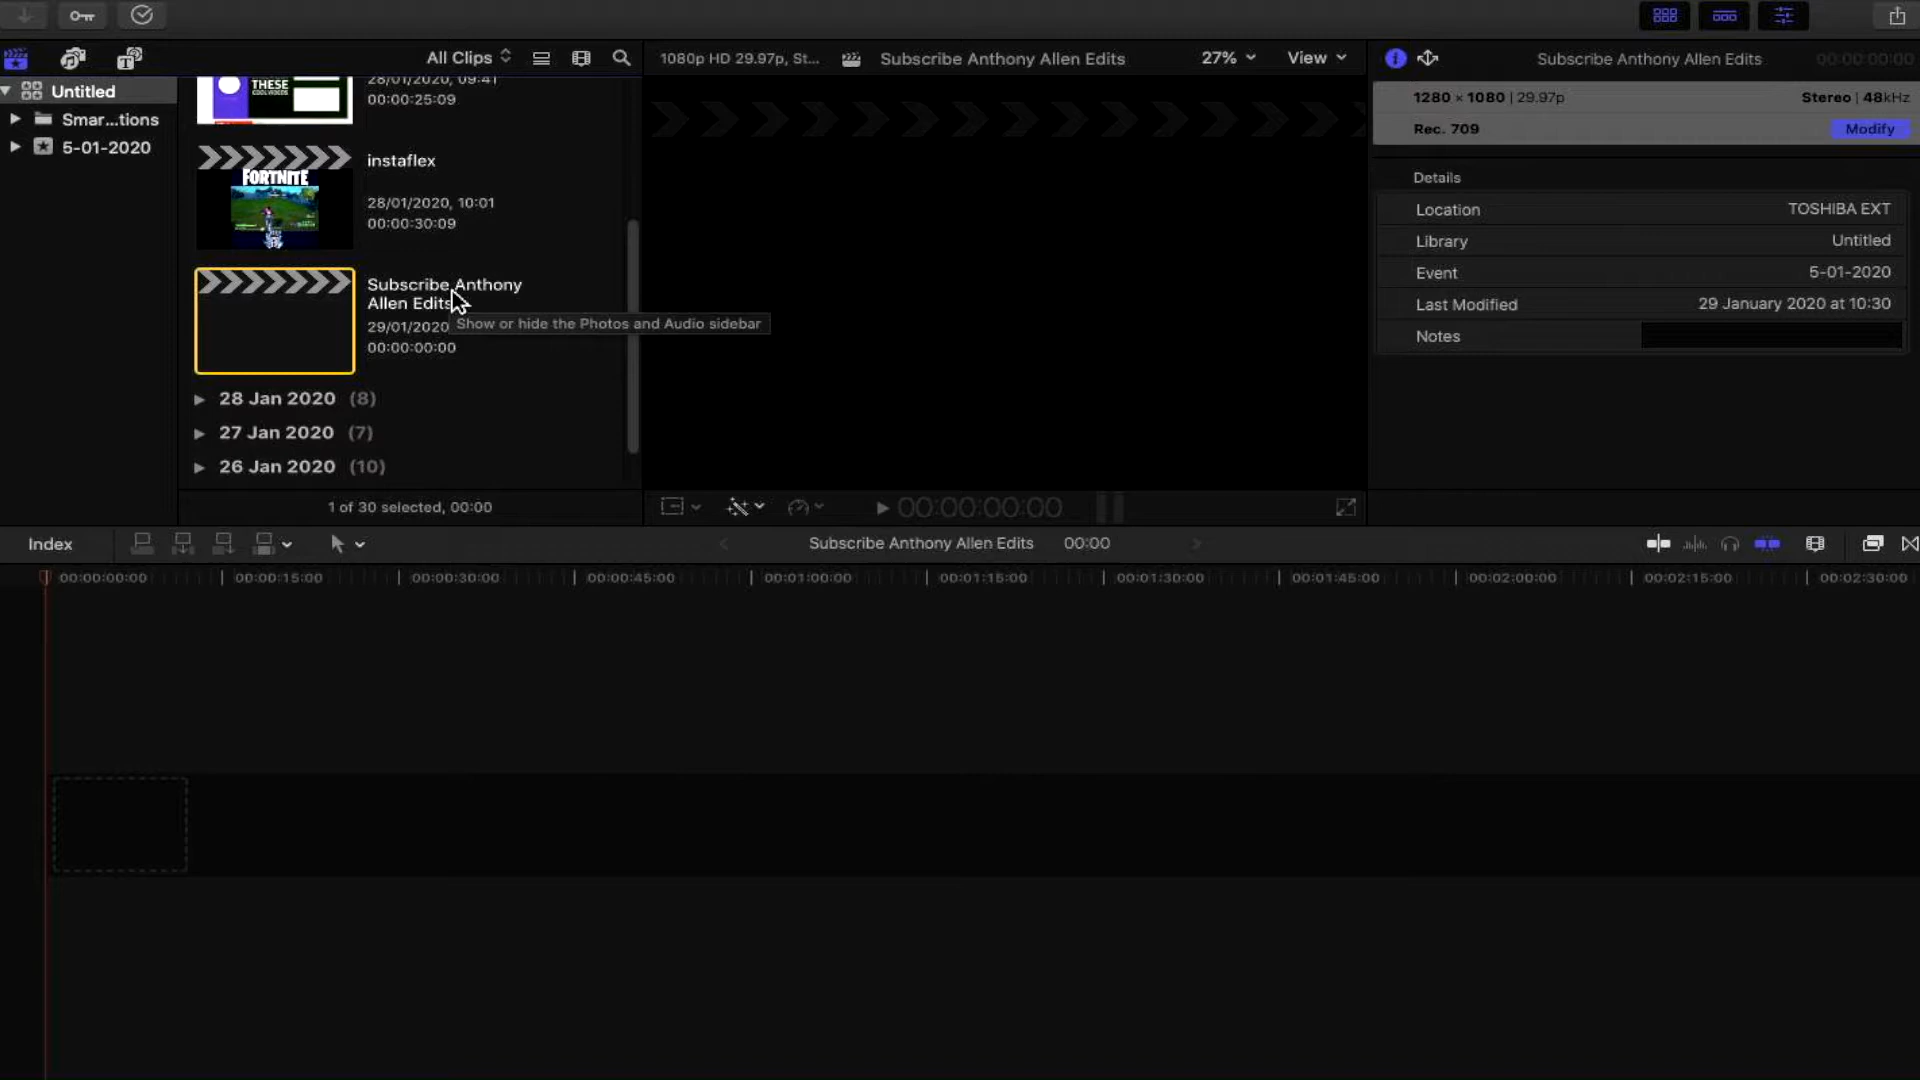 All Clips
1080p HD 29.97p, St...
Subscribe Anthony Allen Edits
27%
View
Subscribe Anthony Allen Edits
00:00:00:00
Untitled
Smar...tions
5-01-2020
THESE
COOL VIDEOS
28/01/2020, 09:41
00:00:25:09
instaflex
FORTNITE
28/01/2020, 10:01
00:00:30:09
Subscribe Anthony
Allen Edits
29/01/2020
00:00:00:00
Show or hide the Photos and Audio sidebar
28 Jan 2020 (8)
27 Jan 2020 (7)
26 Jan 2020 (10)
1 of 30 selected, 00:00
00:00:00:00
1280 × 1080 | 29.97p
Stereo | 48kHz
Rec. 709
Modify
Details
Location
TOSHIBA EXT
Library
Untitled
Event
5-01-2020
Last Modified
29 January 2020 at 10:30
Notes
Index
Subscribe Anthony Allen Edits
00:00
00:00:00:00
00:00:15:00
00:00:30:00
00:00:45:00
00:01:00:00
00:01:15:00
00:01:30:00
00:01:45:00
00:02:00:00
00:02:15:00
00:02:30:00